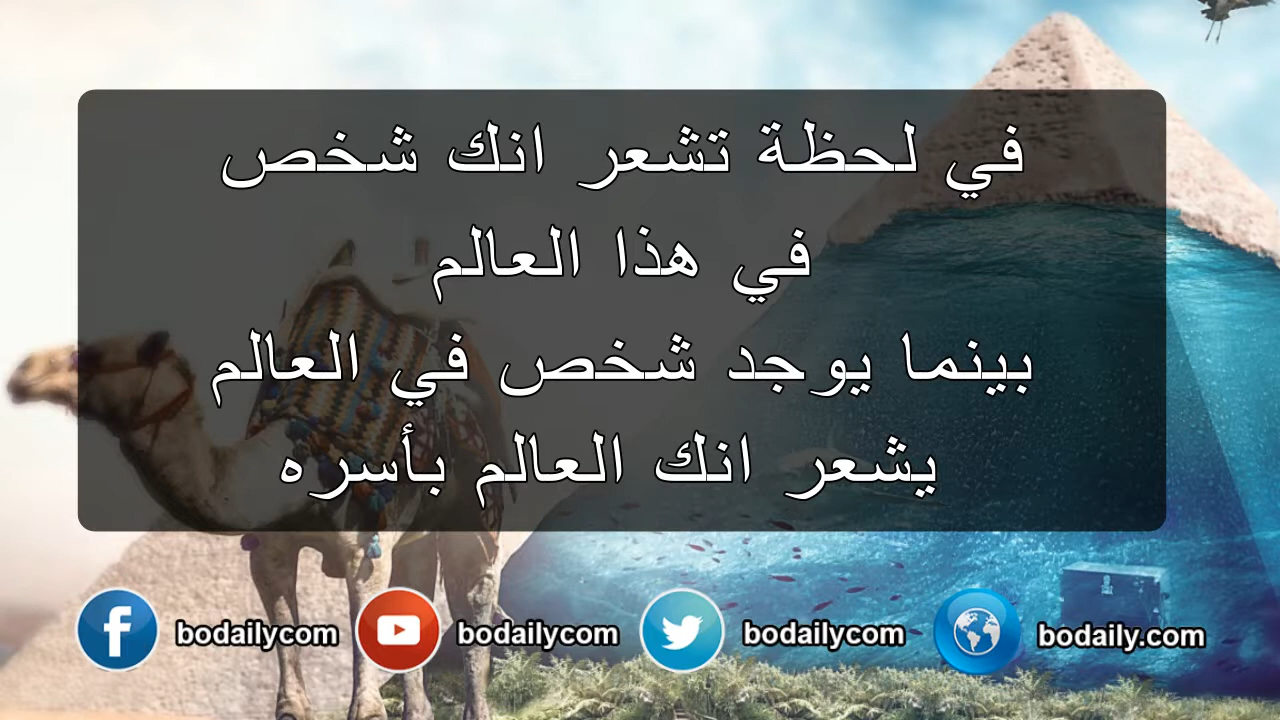 في لحظة تشعر انك شخص
في هذا العالم
بينما يوجد شخص في العالم
يشعر انك العالم بأسره
bodailycom
bodailycom
bodailycom
bodaily.com